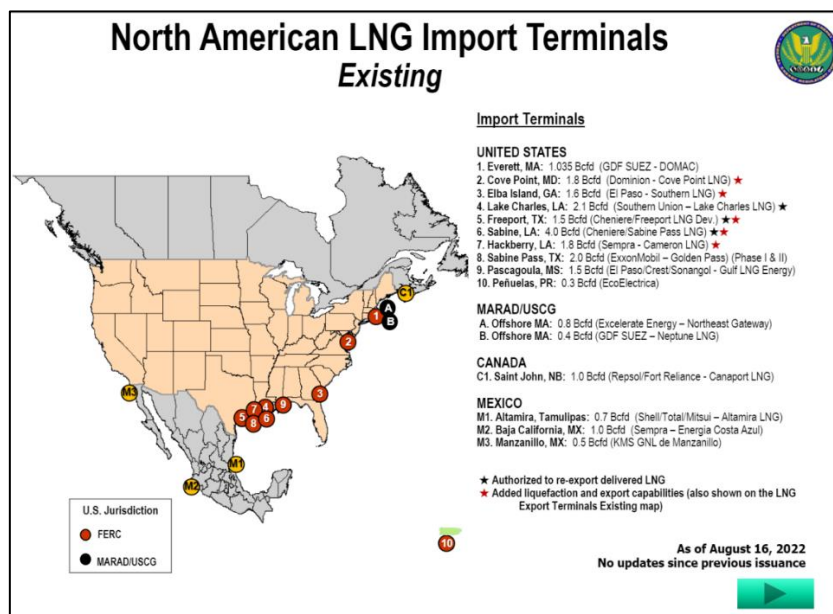 North American LNG Import Terminals
Existing
Import Terminals
UNITED STATES
1. Everett, MA: 1.035 Bcfd (GDF SUEZ - DOMAC)
2. Cove Point, MD: 1.8 Bcfd (Dominion - Cove Point LNG) ★
3. Elba Island, GA: 1.6 Bcfd (El Paso - Southern LNG) ★
4. Lake Charles, LA: 2.1 Bcfd (Southern Union – Lake Charles LNG) ★
5. Freeport, TX: 1.5 Bcfd (Cheniere/Freeport LNG Dev.) ★★
6. Sabine, LA: 4.0 Bcfd (Cheniere/Sabine Pass LNG) ★★
7. Hackberry, LA: 1.8 Bcfd (Sempra - Cameron LNG) ★
8. Sabine Pass, TX: 2.0 Bcfd (ExxonMobil – Golden Pass) (Phase I & II)
9. Pascagoula, MS: 1.5 Bcfd (El Paso/Crest/Sonangol - Gulf LNG Energy)
10. Peñuelas, PR: 0.3 Bcfd (EcoElectrica)
MARAD/USCG
A. Offshore MA: 0.8 Bcfd (Excelerate Energy – Northeast Gateway)
B. Offshore MA: 0.4 Bcfd (GDF SUEZ – Neptune LNG)
CANADA
C1. Saint John, NB: 1.0 Bcfd (Repsol/Fort Reliance - Canaport LNG)
MEXICO
M1. Altamira, Tamulipas: 0.7 Bcfd (Shell/Total/Mitsui – Altamira LNG)
M2. Baja California, MX: 1.0 Bcfd (Sempra – Energia Costa Azul)
M3. Manzanillo, MX: 0.5 Bcfd (KMS GNL de Manzanillo)
★ Authorized to re-export delivered LNG
★ Added liquefaction and export capabilities (also shown on the LNG
Export Terminals Existing map)
As of August 16, 2022
No updates since previous issuance
C1
A
1
B
2
M3
3
7
4
9
5
6
8
M1
M2
10
U.S. Jurisdiction
FERC
MARAD/USCG